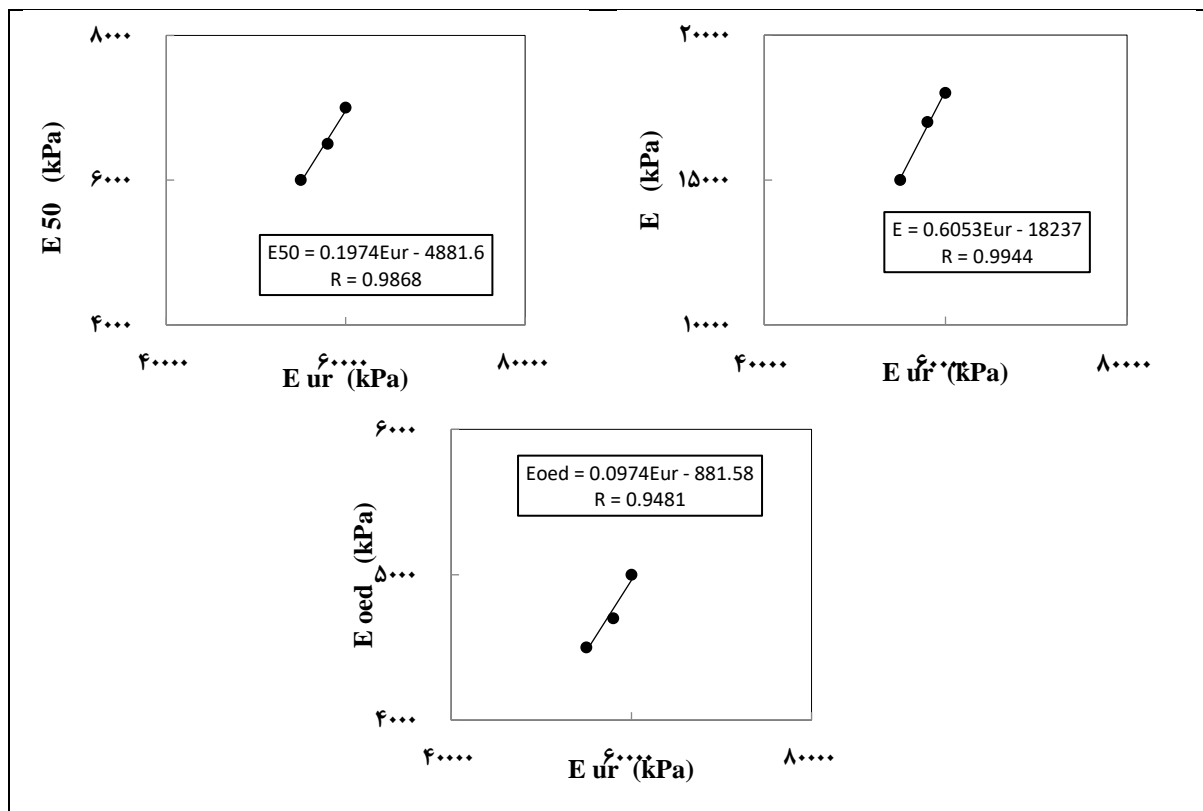 ۸۰۰۰
۶۰۰۰
۴۰۰۰
E 50 (kPa)
E50 = 0.1974Eur - 4881.6
R = 0.9868
۴۰۰۰۰ ۶۰۰۰۰ ۸۰۰۰۰
E ur (kPa)
۲۰۰۰۰
۱۵۰۰۰
۱۰۰۰۰
E (kPa)
E = 0.6053Eur - 18237
R = 0.9944
۴۰۰۰۰ ۶۰۰۰۰ ۸۰۰۰۰
E ur (kPa)
۶۰۰۰
۵۰۰۰
۴۰۰۰
E oed (kPa)
Eoed = 0.0974Eur - 881.58
R = 0.9481
۴۰۰۰۰ ۶۰۰۰۰ ۸۰۰۰۰
E ur (kPa)